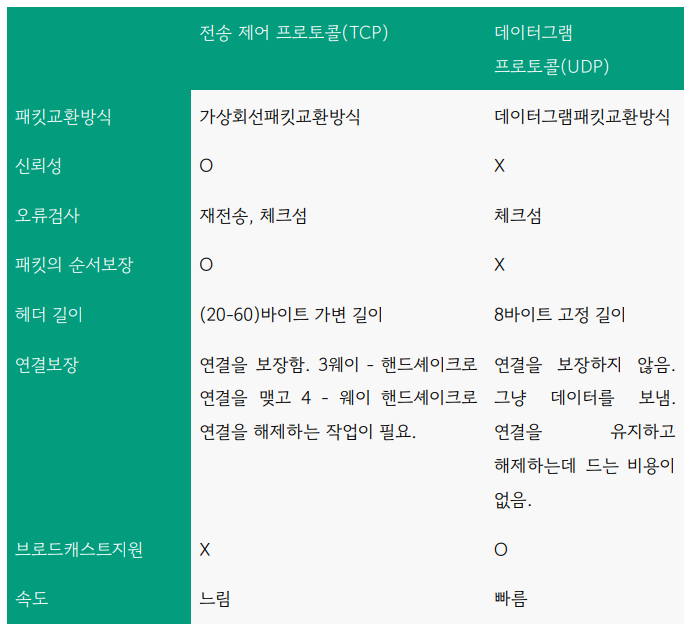 전송 제어 프로토콜(TCP)
데이터그램
프로토콜(UDP)
패킷교환방식
가상회선패킷교환방식
데이터그램패킷교환방식
신뢰성
O
X
오류검사
재전송, 체크섬
체크섬
패킷의 순서보장
O
X
헤더 길이
(20-60)바이트 가변 길이
8바이트 고정 길이
연결보장
연결을 보장함. 3웨이 - 핸드셰이크로
연결을 맺고 4 - 웨이 핸드셰이크로
연결을 해제하는 작업이 필요.
연결을 보장하지 않음.
그냥 데이터를 보냄.
연결을 유지하고
해제하는데 드는 비용이
없음.
브로드캐스트지원
X
O
속도
느림
빠름